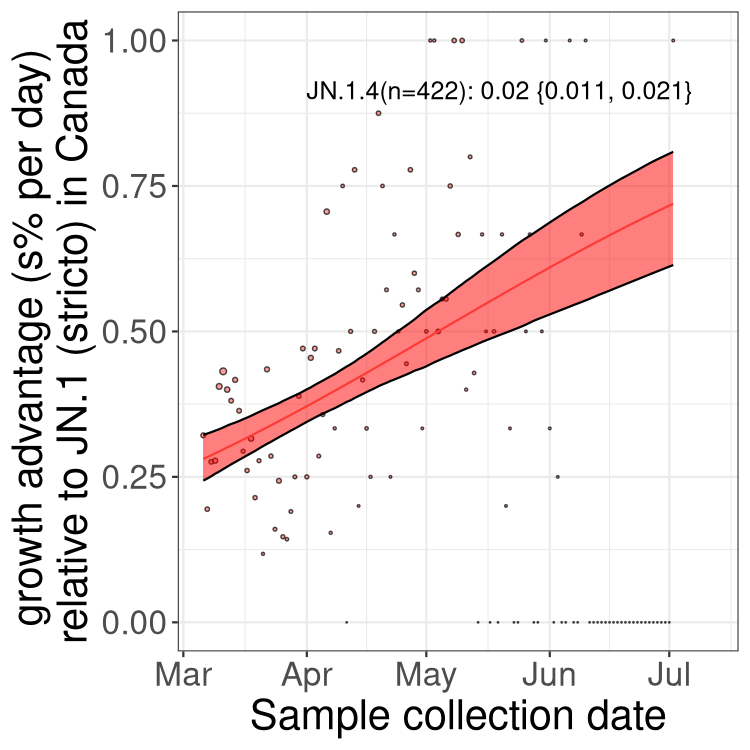 growth advantage (s% per day)
relative to JN.1 (stricto) in Canada
1.00
0.75
0.50
0.25
0.00
JN.1.4(n=422): 0.02 {0.011, 0.021}
Mar Apr May Jun Jul
Sample collection date